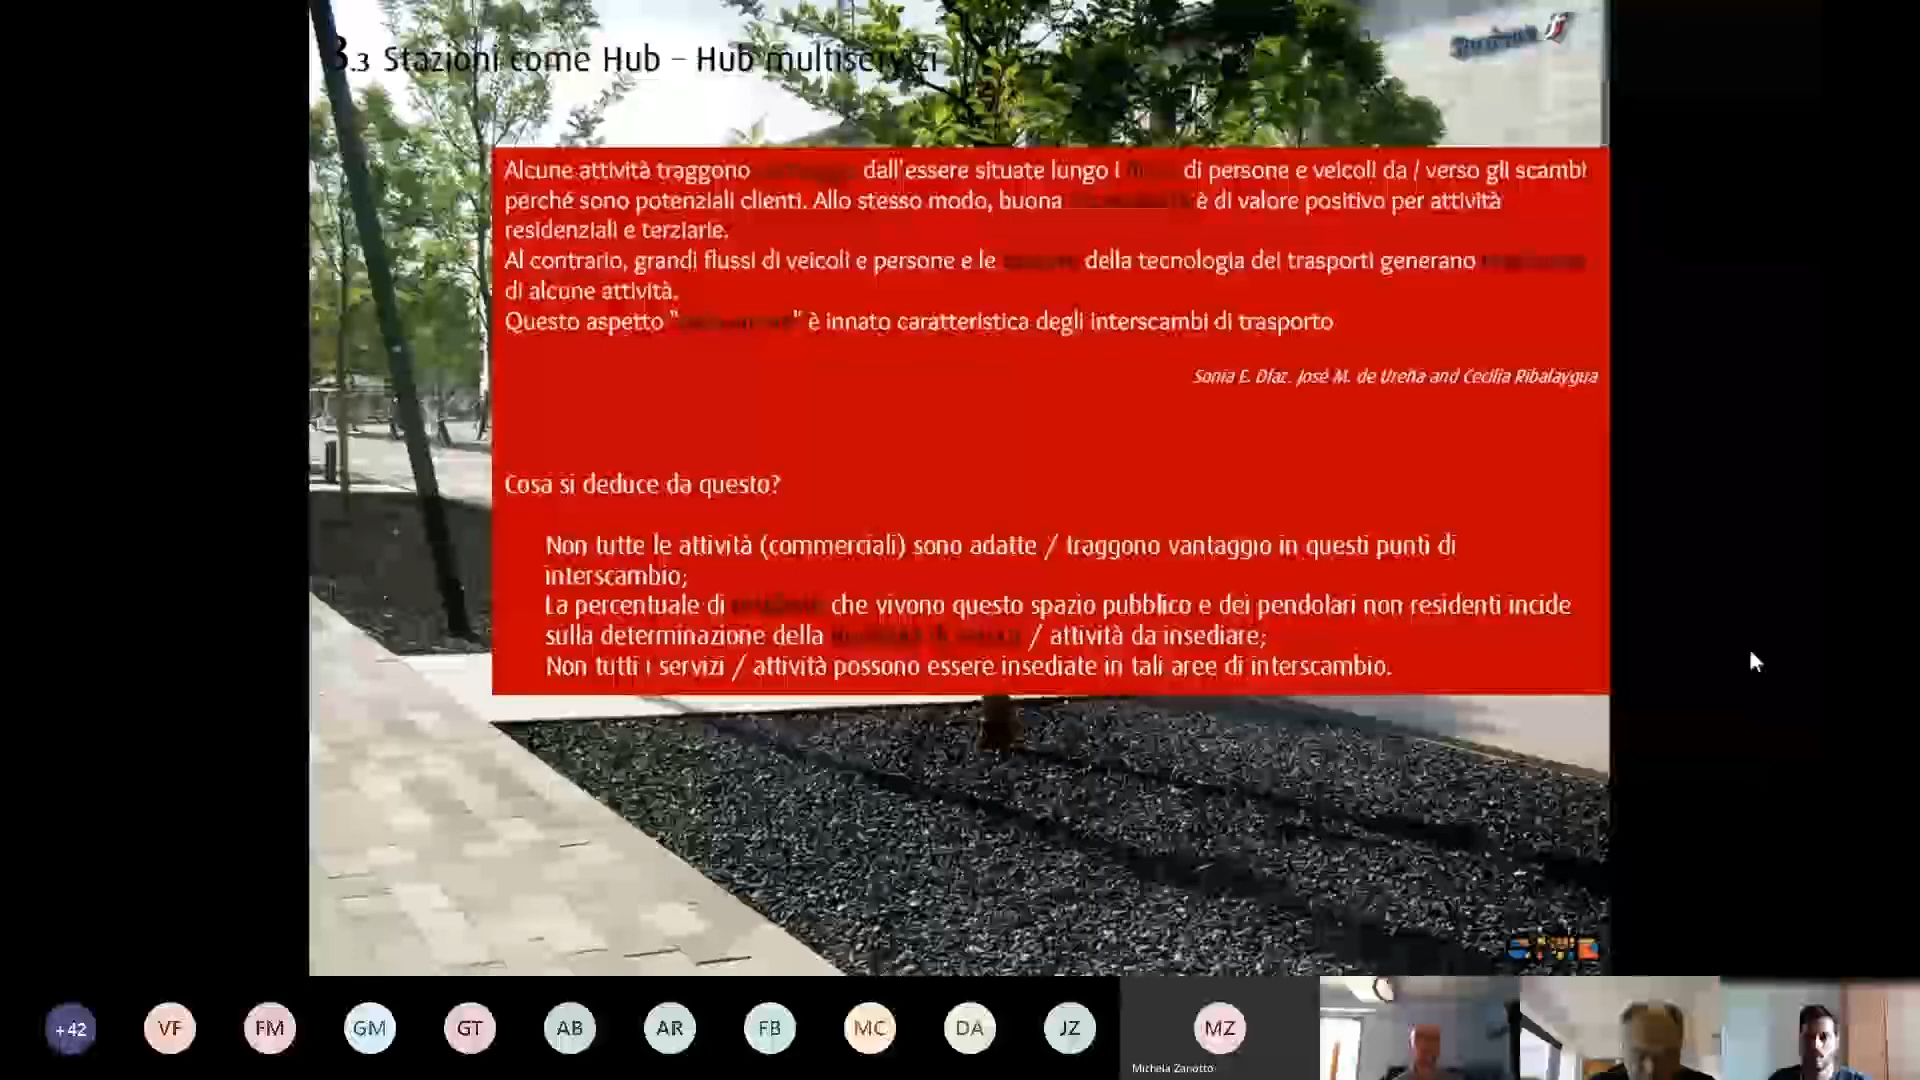 3.3 Stazioni come Hub – Hub multiservizi
Alcune attività traggono dall'essere situate lungo i di persone e veicoli da / verso gli scambi
perché sono potenziali clienti. Allo stesso modo, buona è di valore positivo per attività
residenziali e terziarie.
Al contrario, grandi flussi di veicoli e persone e le della tecnologia dei trasporti generano
di alcune attività.
Questo aspetto " " è innato caratteristica degli interscambi di trasporto
Sonia E. Díaz, José M. de Ureña and Cecilia Ribalaygua
Cosa si deduce da questo?
Non tutte le attività (commerciali) sono adatte / traggono vantaggio in questi punti di
interscambio;
La percentuale di che vivono questo spazio pubblico e dei pendolari non residenti incide
sulla determinazione della / attività da insediare;
Non tutti i servizi / attività possono essere insediate in tali aree di interscambio.
+42 VF FM GM GT AB AR FB MC DA JZ MZ
Michela Zanotto